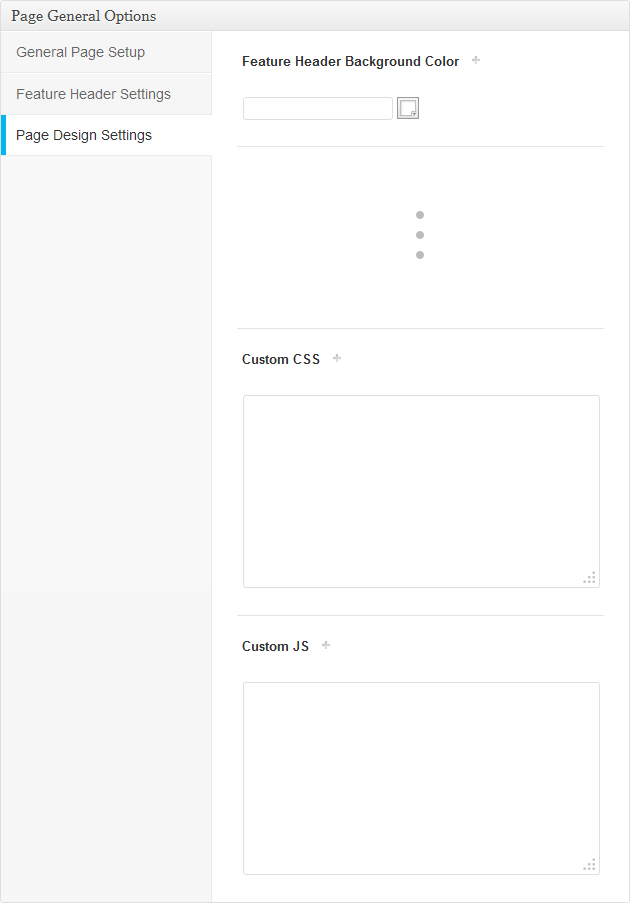 Page General Options
General Page Setup
Feature Header Settings
Page Design Settings
Feature Header Background Color
Custom CSS
Custom JS